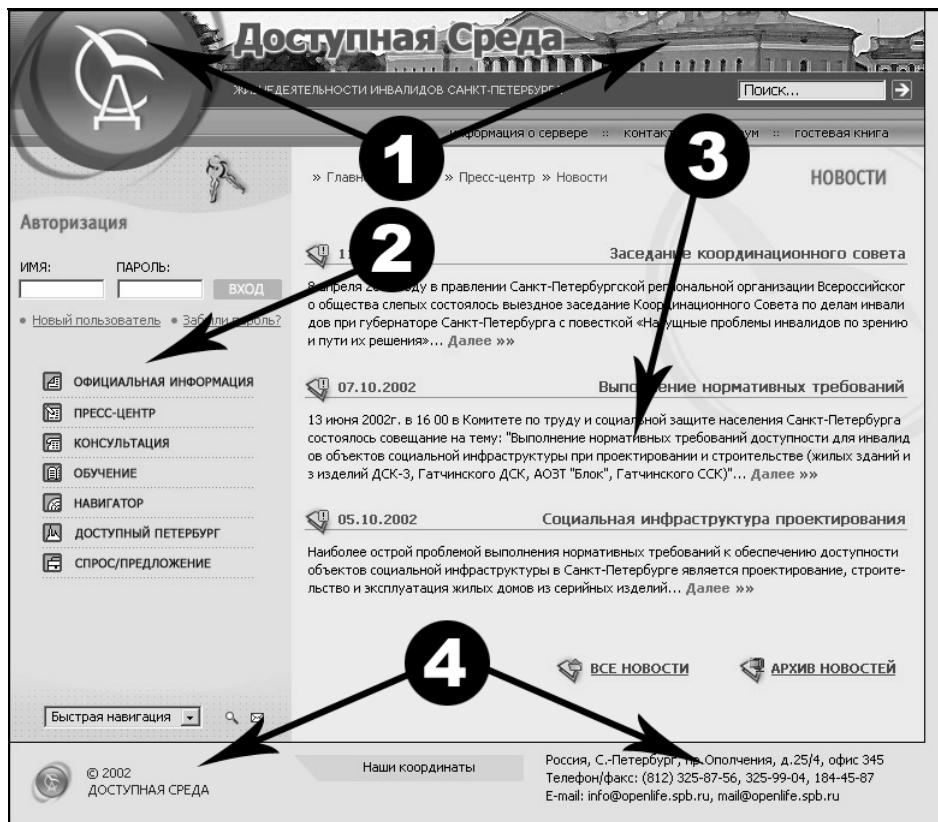 Доступная Среда
ЖИЗНЕДЕЯТЕЛЬНОСТИ ИНВАЛИДОВ САНКТ-ПЕТЕРБУРГА
Поиск...
1
информация о сервере :: :: гостевая книга
3
» Пресс-центр » Новости
НОВОСТИ
Авторизация
2
ИМЯ: ПАРОЛЬ:
ВХОД
• Новый пользователь • Забыли пароль?
Заседание координационного совета
8 апреля в правлении Санкт-Петербургской региональной организации Всероссийског
о общества слепых состоялось выездное заседание Координационного Совета по делам инвали
дов при губернаторе Санкт-Петербурга с повесткой «Насущные проблемы инвалидов по зрению
и пути их решения»... Далее »»
ОФИЦИАЛЬНАЯ ИНФОРМАЦИЯ
ПРЕСС-ЦЕНТР
КОНСУЛЬТАЦИЯ
ОБУЧЕНИЕ
НАВИГАТОР
ДОСТУПНЫЙ ПЕТЕРБУРГ
СПРОС/ПРЕДЛОЖЕНИЕ
07.10.2002 Выполнение нормативных требований
13 июня 2002г. в 16 00 в Комитете по труду и социальной защите населения Санкт-Петербурга
состоялось совещание на тему: "Выполнение нормативных требований доступности для инвалид
ов объектов социальной инфраструктуры при проектировании и строительстве (жилых зданий и
з изделий ДСК-3, Гатчинского ДСК, АОЗТ "Блок", Гатчинского ССК)"... Далее »»
05.10.2002 Социальная инфраструктура проектирования
Наиболее острой проблемой выполнения нормативных требований к обеспечению доступности
объектов социальной инфраструктуры в Санкт-Петербурге является проектирование, строите-
льство и эксплуатация жилых домов из серийных изделий... Далее »»
4
ВСЕ НОВОСТИ АРХИВ НОВОСТЕЙ
Быстрая навигация
© 2002
ДОСТУПНАЯ СРЕДА
Наши координаты
Россия, С.-Петербург, пр.Ополчения, д.25/4, офис 345
Телефон/факс: (812) 325-87-56, 325-99-04, 184-45-87
E-mail: info@openlife.spb.ru, mail@openlife.spb.ru